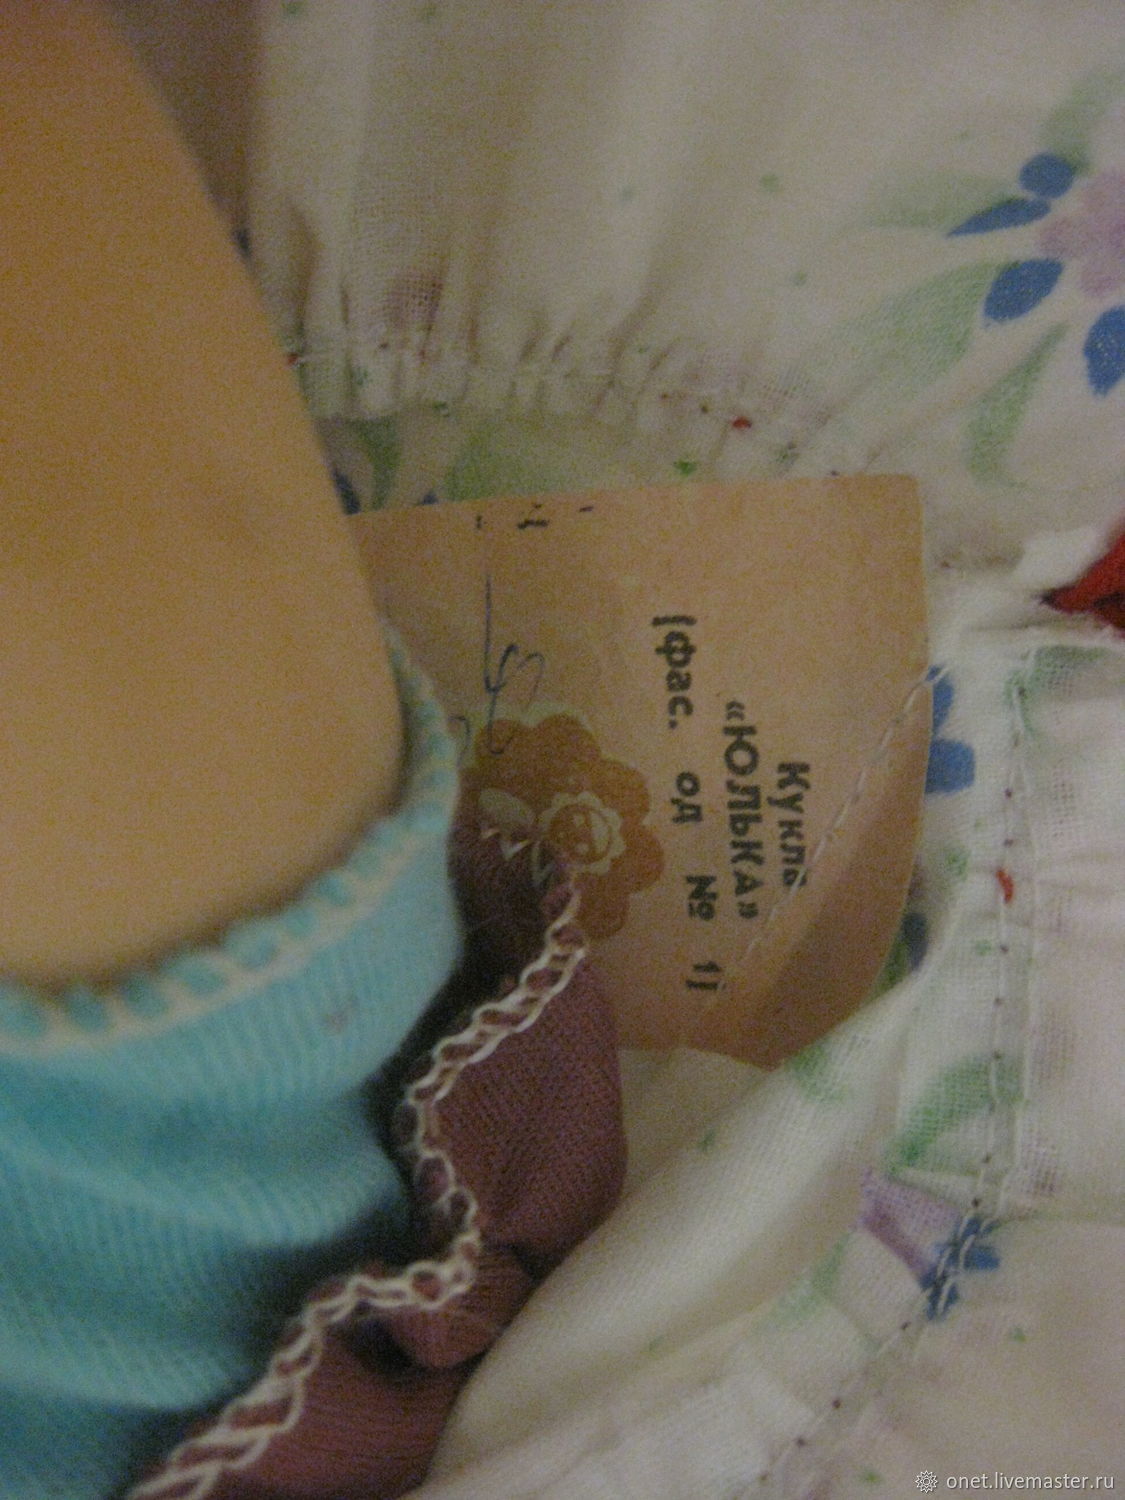 Кукла
«ЮЛЬКА»
(фас. од № 1)
onet.livemaster.ru